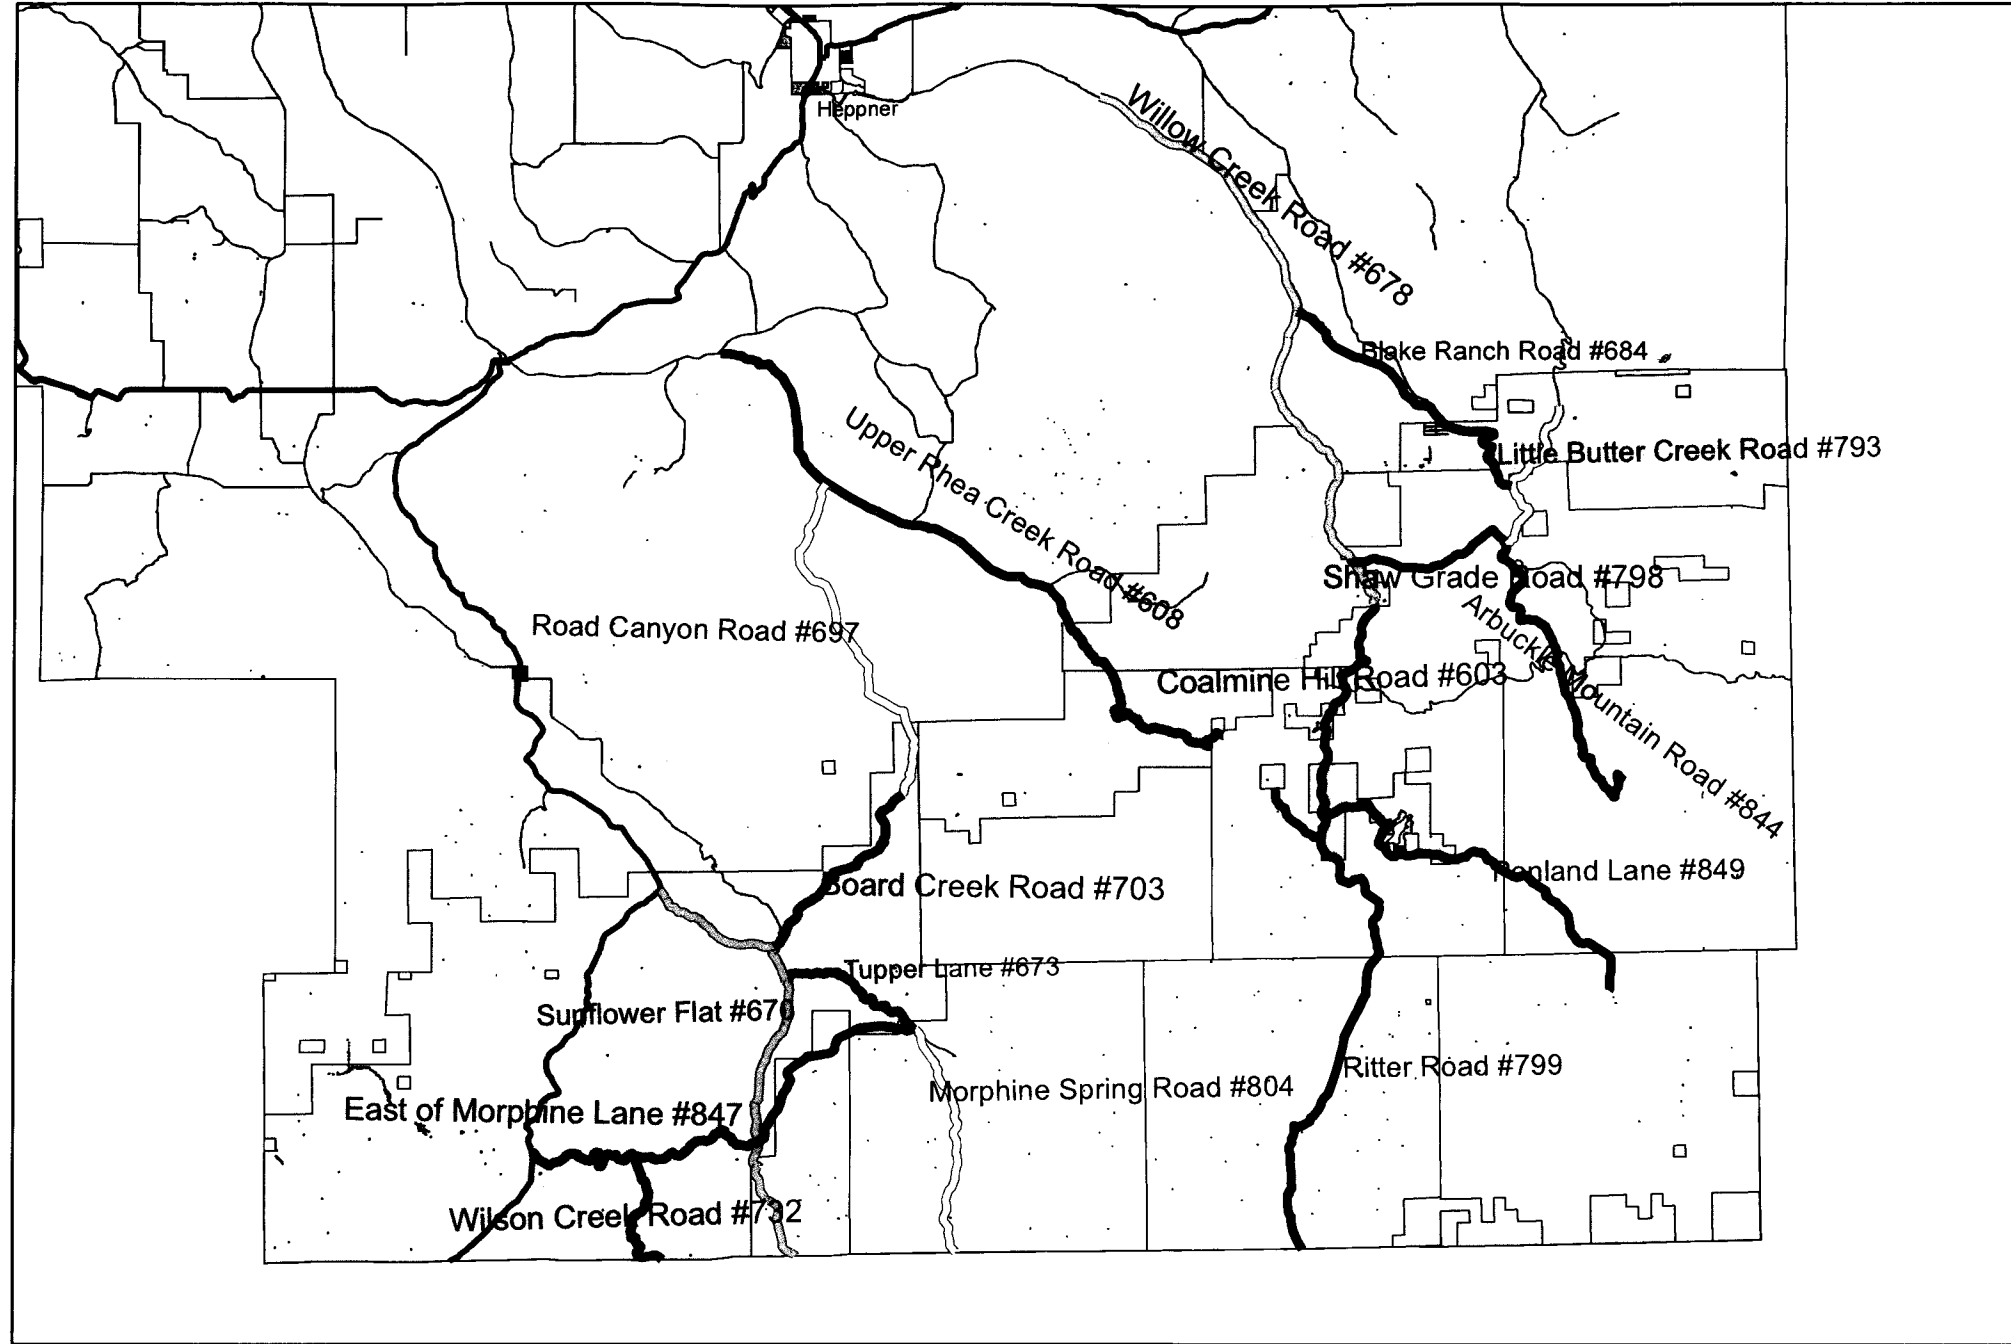 Heppner
Willow Creek Road #678
Blake Ranch Road #684
Upper Rhea Creek Road #608
Little Butter Creek Road #793
Shaw Grade Road #798
Road Canyon Road #697
Arbuckle Mountain Road #844
Coalmine Hill Road #603
Penland Lane #849
Board Creek Road #703
Tupper Lane #673
Sunflower Flat #670
Ritter Road #799
Morphine Spring Road #804
East of Morphine Lane #847
Wilson Creek Road #732